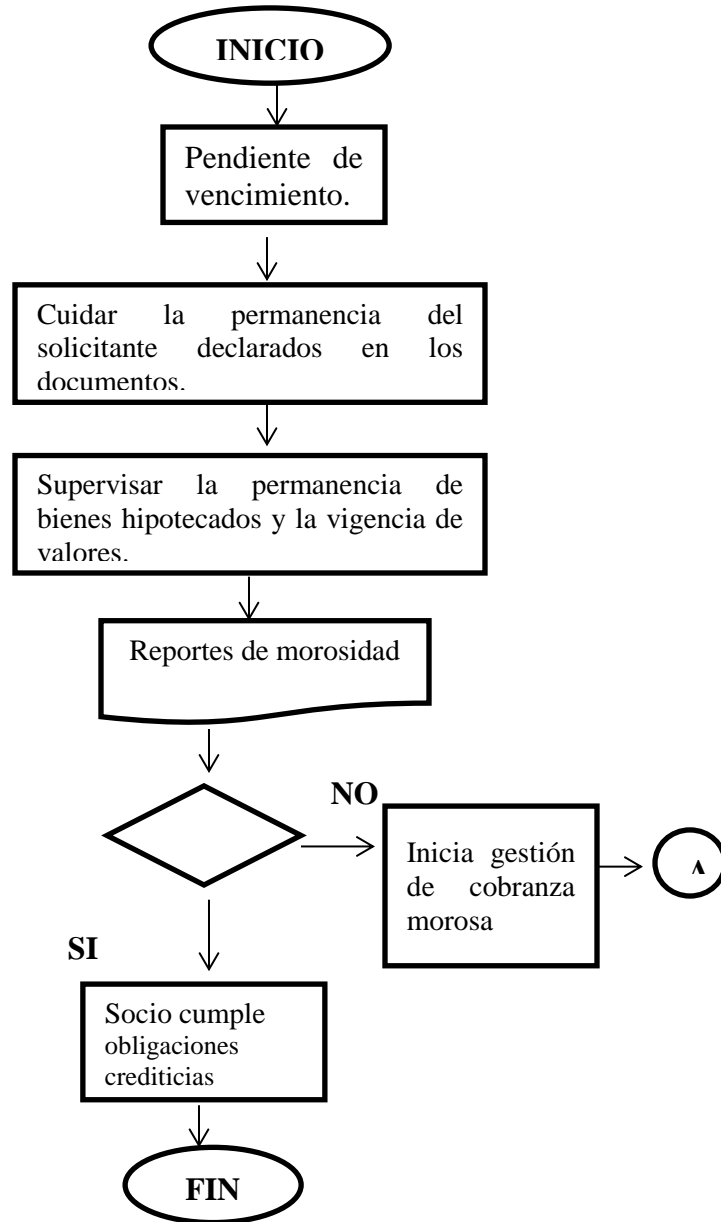 INICIO
Pendiente de
vencimiento.
Cuidar la permanencia del
solicitante declarados en los
documentos.
Supervisar la permanencia de
bienes hipotecados y la vigencia de
valores.
Reportes de morosidad
NO
Inicia gestión
de cobranza
morosa
A
SI
Socio cumple
obligaciones
crediticias
FIN